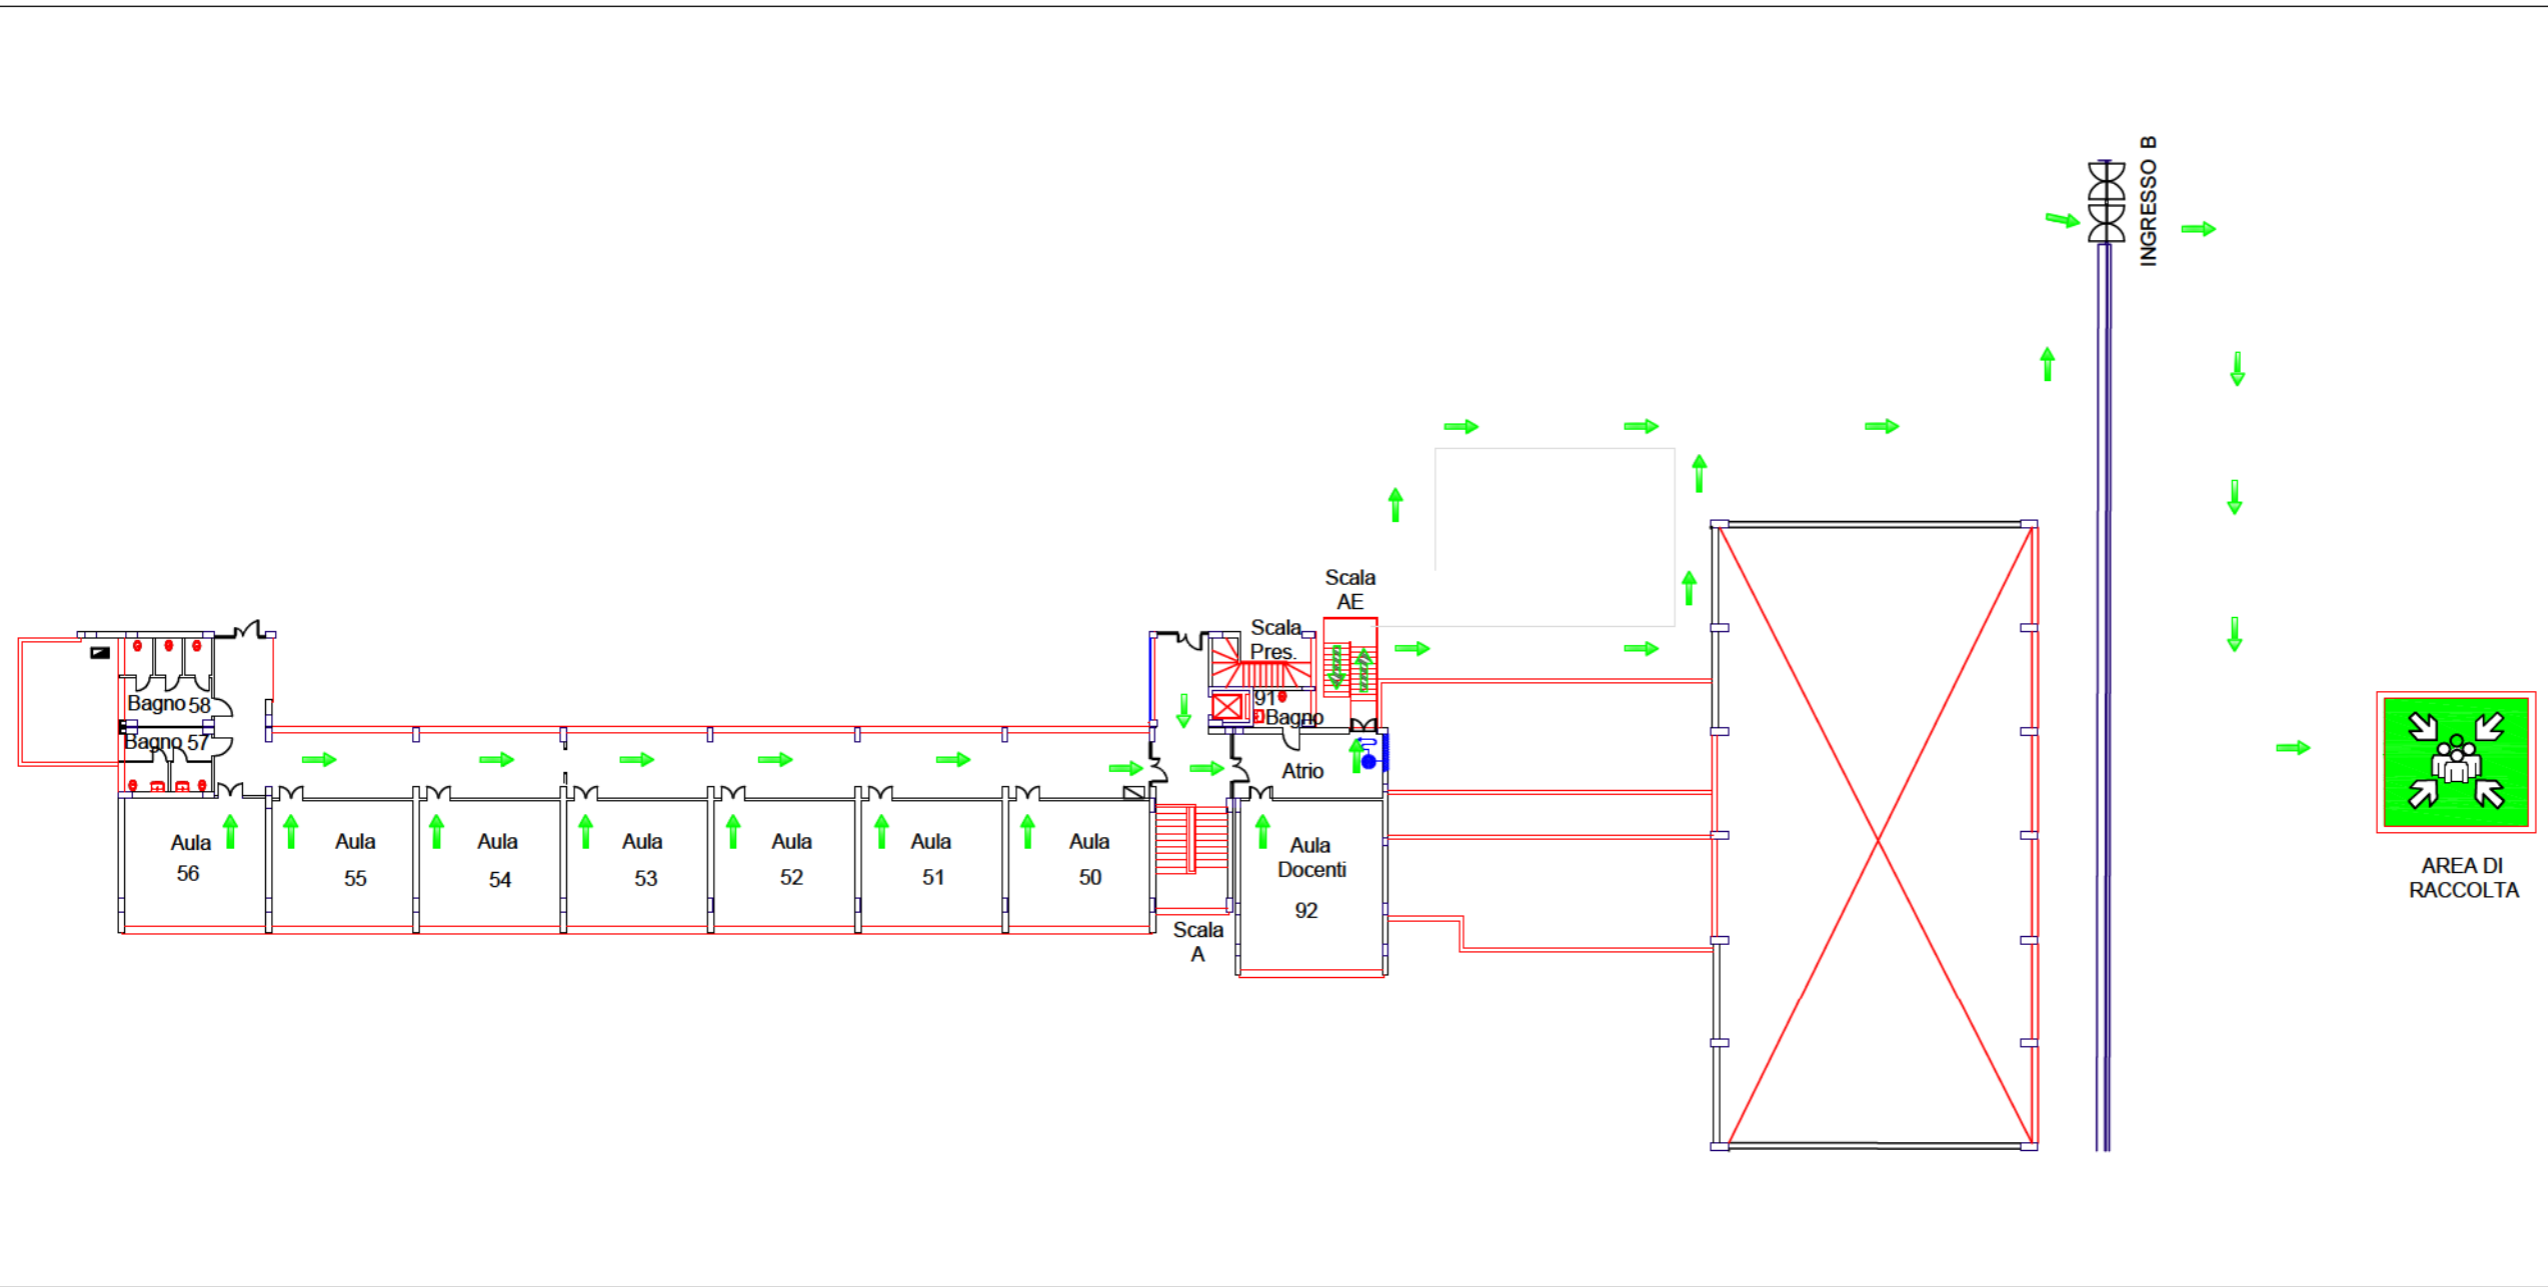 INGRESSO B
Scala
AE
Scala
Pres.
91
Bagno
Bagno 58
Bagno 57
Atrio
Aula
56
Aula
55
Aula
54
Aula
53
Aula
52
Aula
51
Aula
50
Scala
A
Aula
Docenti
92
AREA DI
RACCOLTA